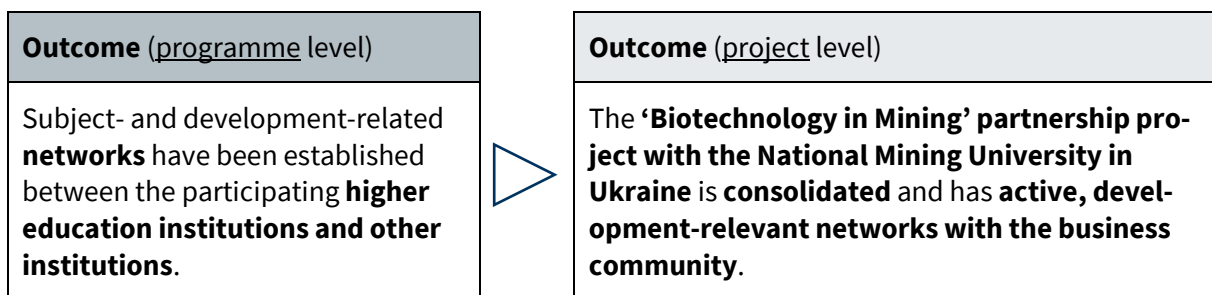 Outcome (programme level)
Subject- and development-related
networks have been established
between the participating higher
education institutions and other
institutions.
Outcome (project level)
The ‘Biotechnology in Mining’ partnership pro-
ject with the National Mining University in
Ukraine is consolidated and has active, devel-
opment-relevant networks with the business
community.